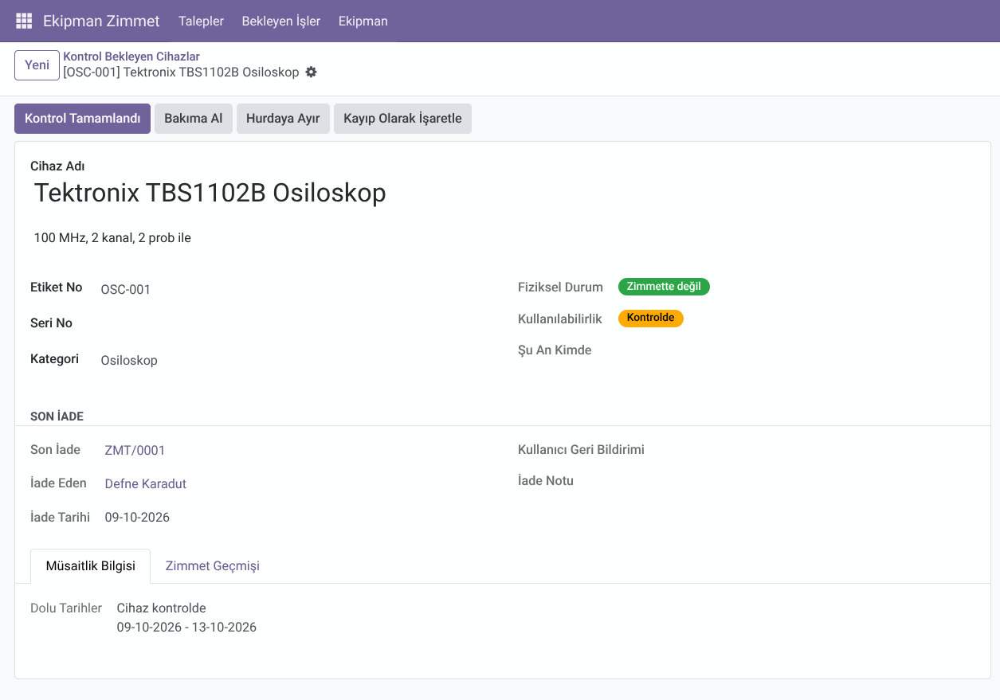 Ekipman Zimmet Talepler Bekleyen İşler Ekipman
Yeni
Kontrol Bekleyen Cihazlar
[OSC-001] Tektronix TBS1102B Osiloskop
Kontrol Tamamlandı Bakıma Al Hurdaya Ayır Kayıp Olarak İşaretle
Cihaz Adı
Tektronix TBS1102B Osiloskop
100 MHz, 2 kanal, 2 prob ile
Etiket No OSC-001
Seri No
Kategori Osiloskop
Fiziksel Durum Zimmette değil
Kullanılabilirlik Kontrolde
Şu An Kimde
SON İADE
Son İade ZMT/0001
İade Eden Defne Karadut
İade Tarihi 09-10-2026
Kullanıcı Geri Bildirimi
İade Notu
Müsaitlik Bilgisi Zimmet Geçmişi
Dolu Tarihler Cihaz kontrolde
09-10-2026 - 13-10-2026